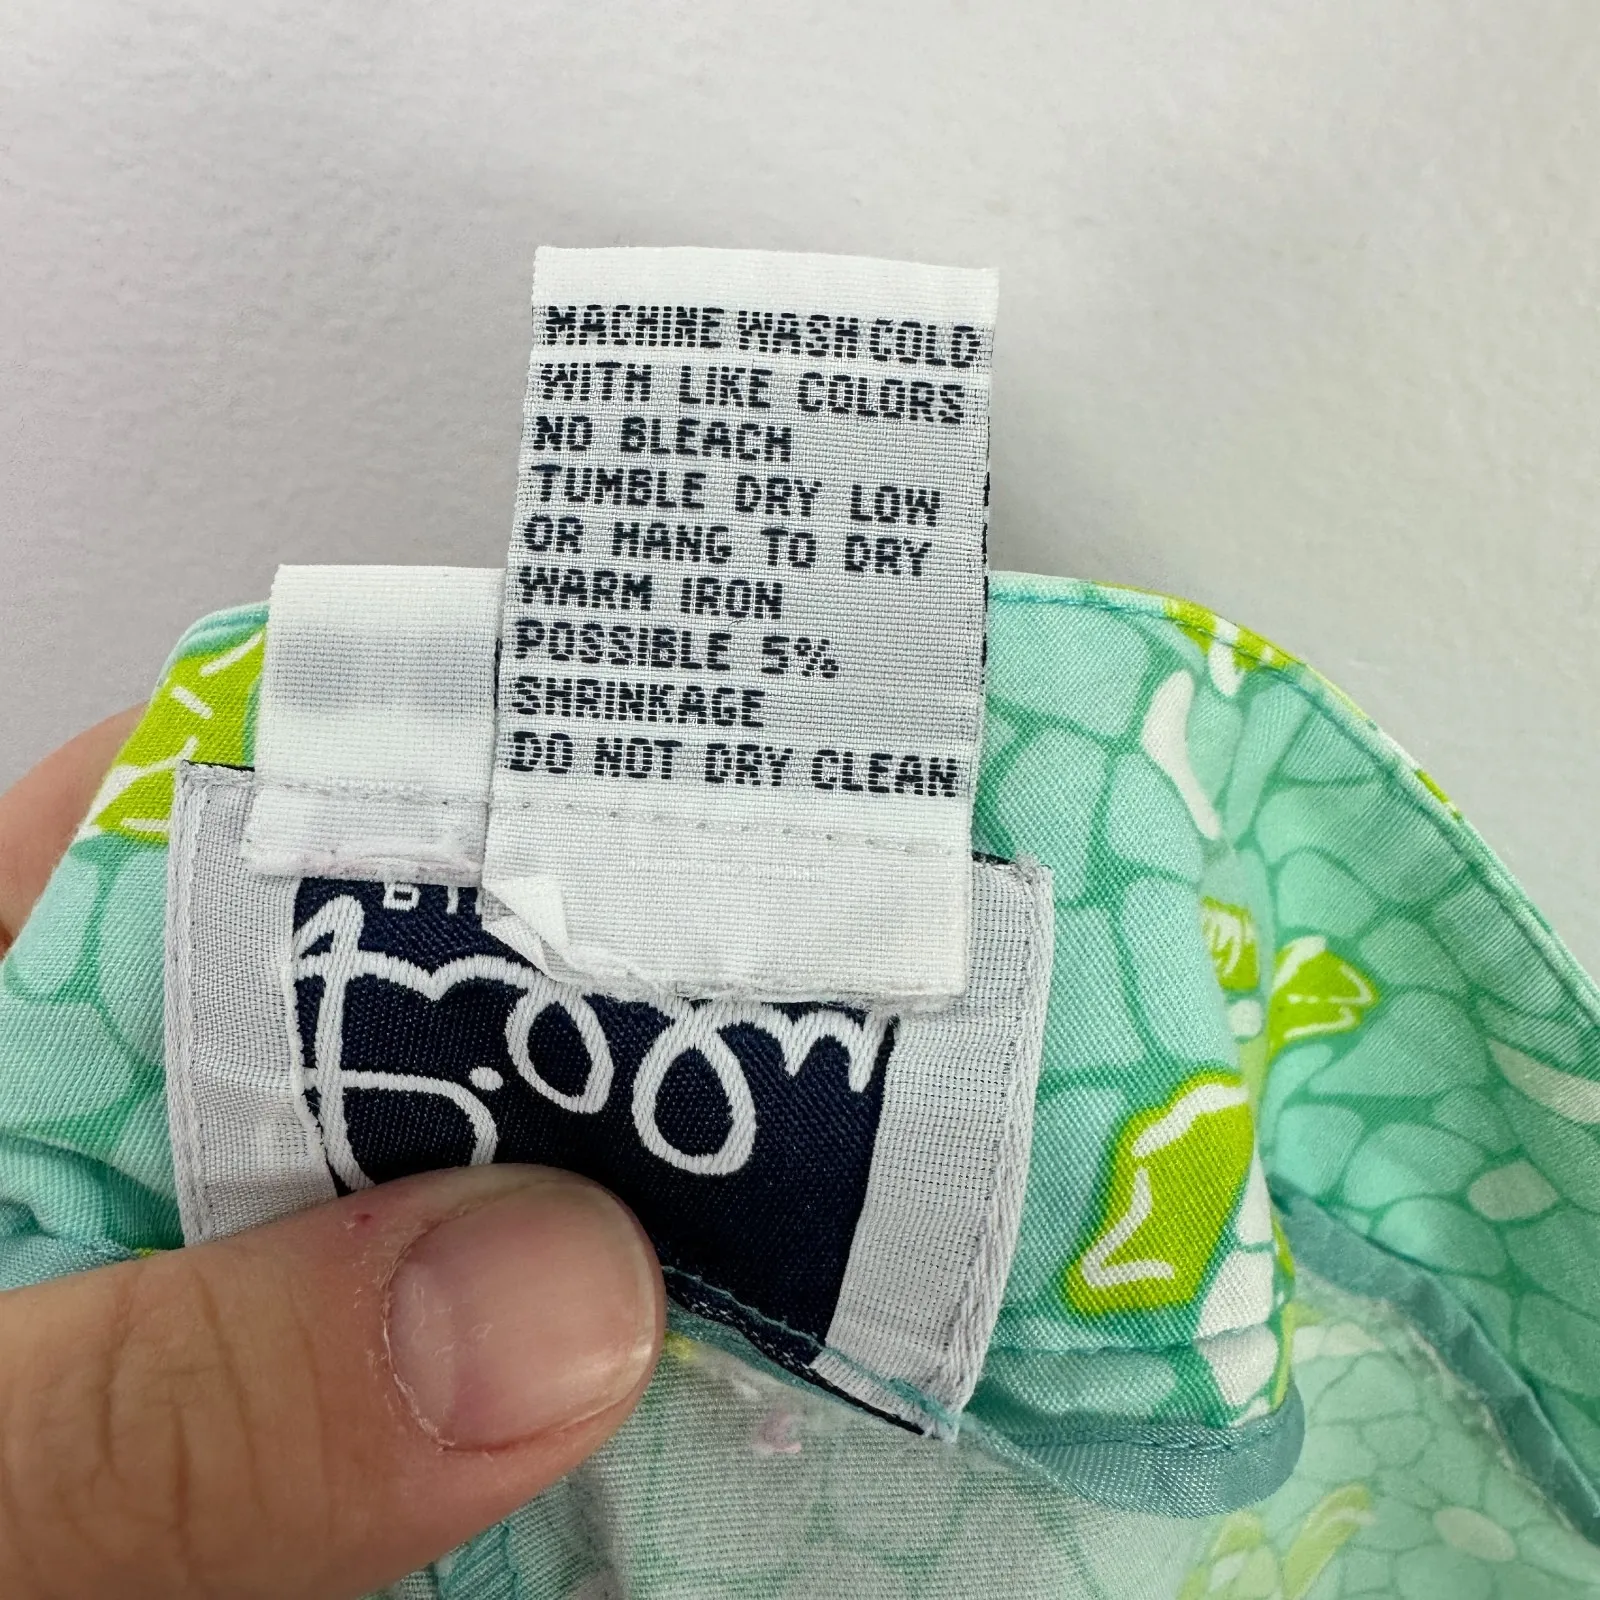 MACHINE WASH COLD
WITH LIKE COLORS
NO BLEACH
TUMBLE DRY LOW
OR HANG TO DRY
WARM IRON
POSSIBLE 5%
SHRINKAGE
DO NOT DRY CLEAN